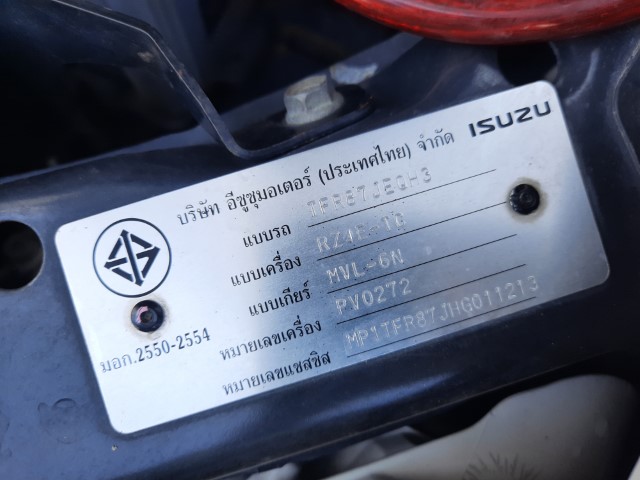 บริษัท อีซูซุมอเตอร์ (ประเทศไทย) จำกัด ISUZU
แบบรถ TFR87JEGH3
แบบเครื่อง RZ4E-TC
แบบเกียร์ MVL-6N
หมายเลขเครื่อง PV0272
หมายเลขแชสซิส MP1TFR87JHG011213
มอก.2550-2554